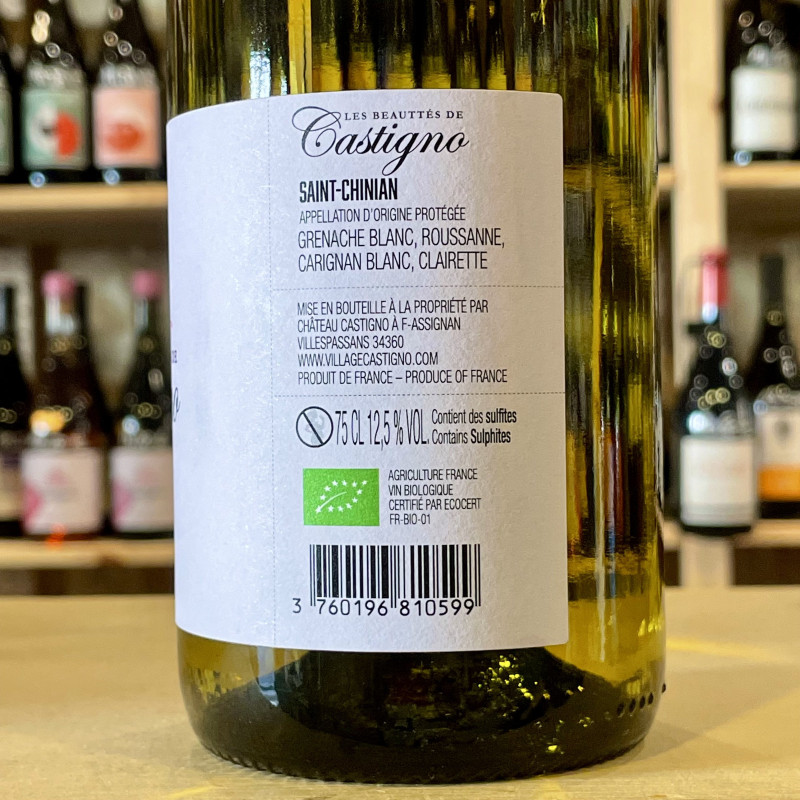 LES BEAUTTÉS DE
Castigno
SAINT-CHINIAN
APPELLATION D'ORIGINE PROTÉGÉE
GRENACHE BLANC, ROUSSANNE,
CARIGNAN BLANC, CLAIRETTE
MISE EN BOUTEILLE À LA PROPRIÉTÉ PAR
CHÂTEAU CASTIGNO À F-ASSIGNAN
VILLESPASSANS 34360
WWW.VILLAGECASTIGNO.COM
PRODUIT DE FRANCE – PRODUCE OF FRANCE
75 CL 12,5 % VOL. Contient des sulfites
Contains Sulphites
AGRICULTURE FRANCE
VIN BIOLOGIQUE
CERTIFIÉ PAR ECOCERT
FR-BIO-01
3 760196 810599